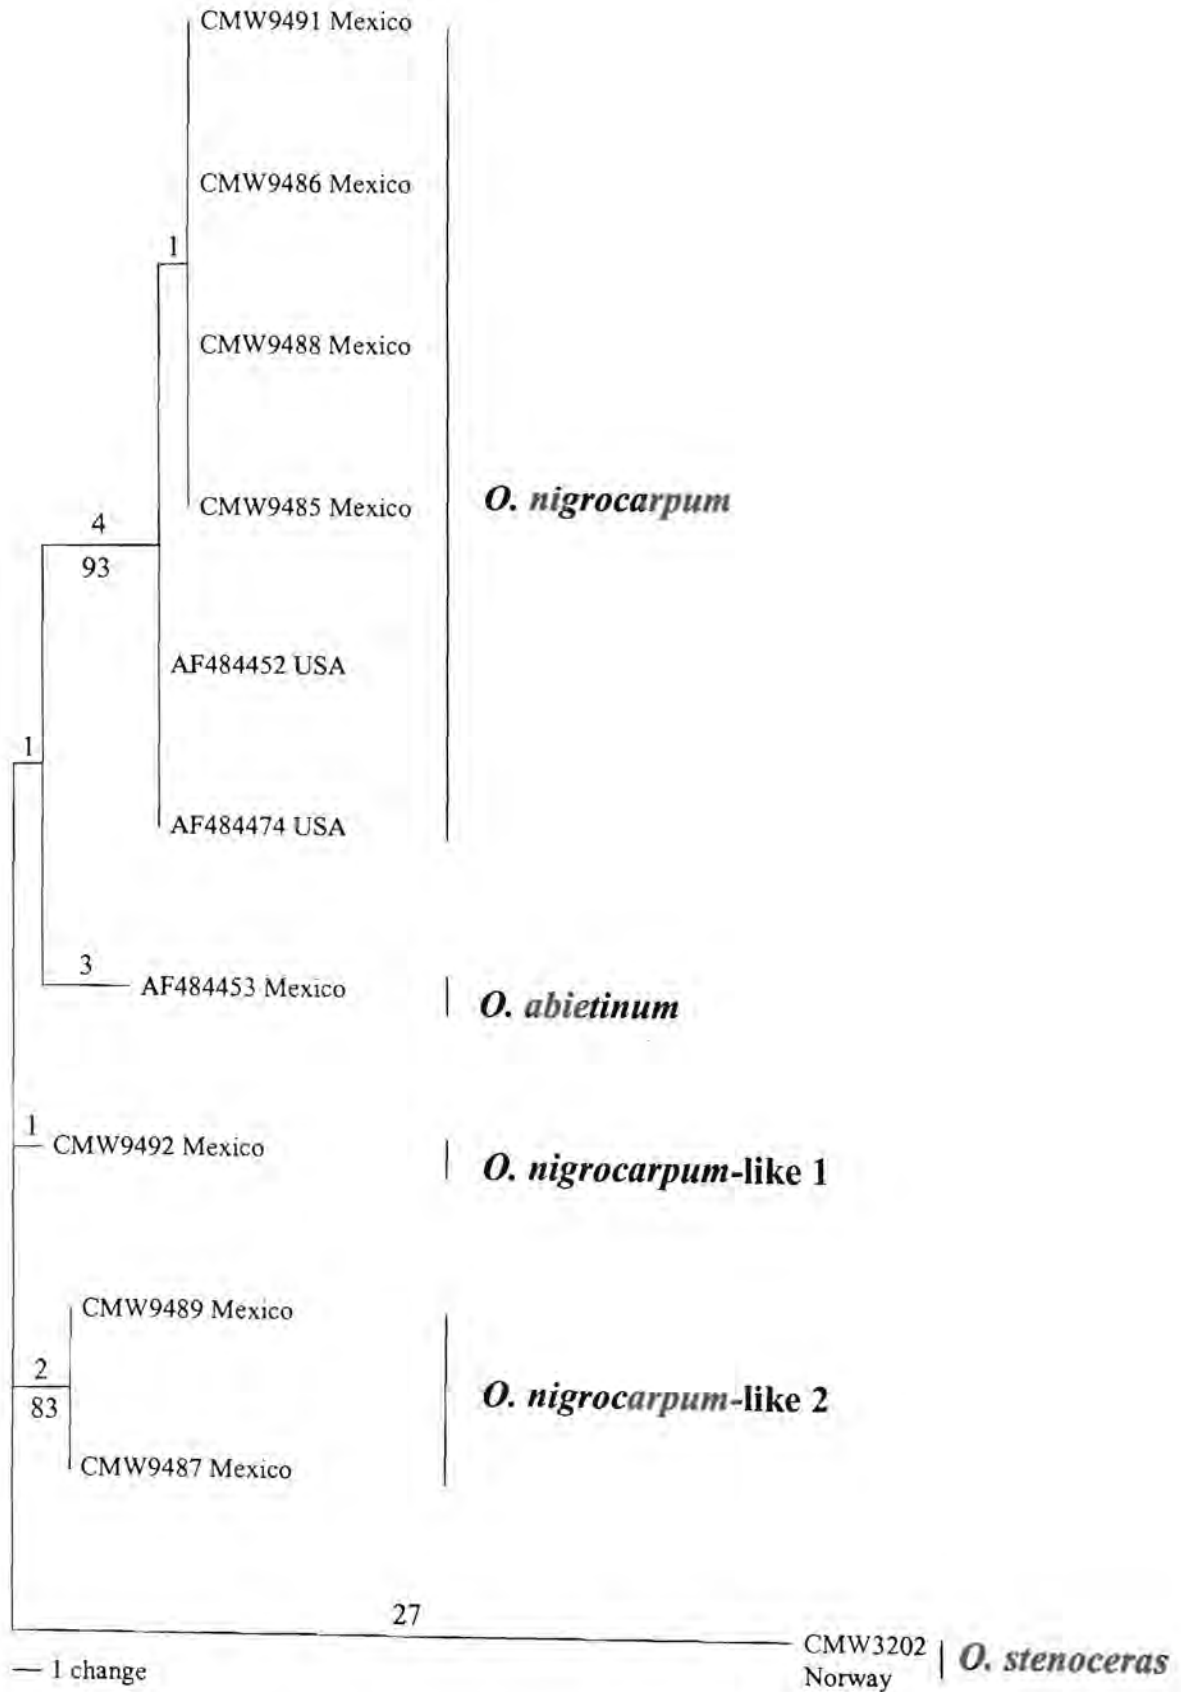 CMW9491 Mexico
CMW9486 Mexico
1
CMW9488 Mexico
CMW9485 Mexico
O. nigrocarpum
4
93
AF484452 USA
1
AF484474 USA
3
AF484453 Mexico
O. abietinum
1
CMW9492 Mexico
O. nigrocarpum-like 1
CMW9489 Mexico
2
83
O. nigrocarpum-like 2
CMW9487 Mexico
27
CMW3202
Norway
O. stenoceras
1 change